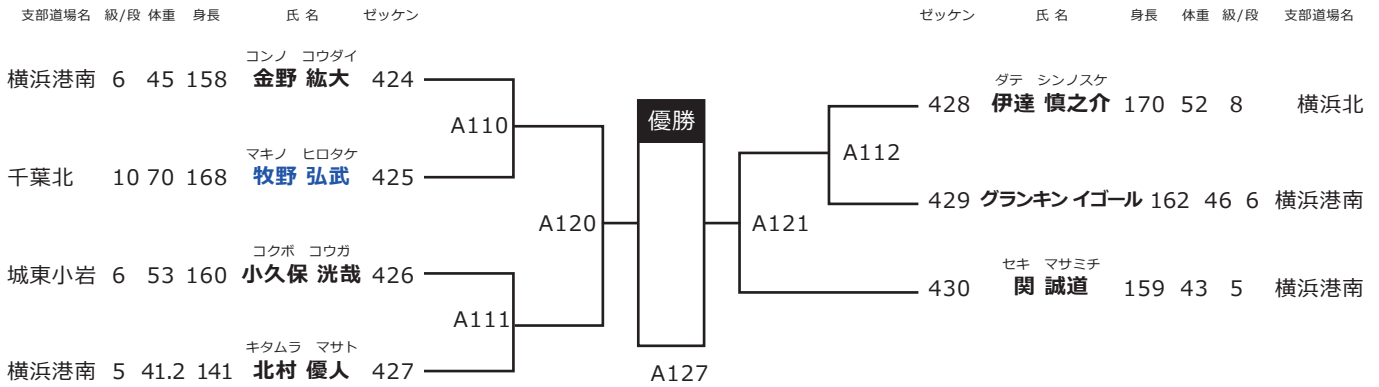 支部道場名 級/段 体重 身長 氏 名 ゼッケン
ゼッケン 氏 名 身長 体重 級/段 支部道場名
コンノ コウダイ
横浜港南 6 45 158 金野 紘大 424
A110
マキノ ヒロタケ
千葉北 10 70 168 牧野 弘武 425
A120
コクボ コウガ
城東小岩 6 53 160 小久保 洸哉 426
A111
キタムラ マサト
横浜港南 5 41.2 141 北村 優人 427
優勝
A127
ダテ シンノスケ
428 伊達 慎之介 170 52 8 横浜北
A112
429 グランキン イゴール 162 46 6 横浜港南
A121
セキ マサミチ
430 関 誠道 159 43 5 横浜港南